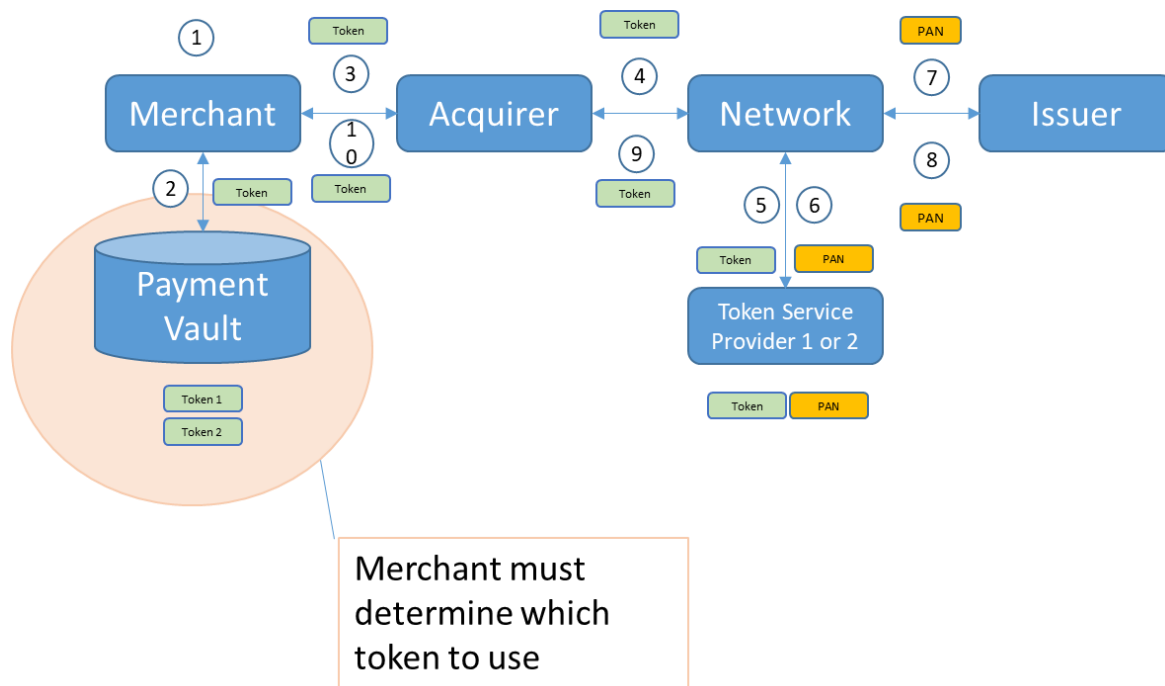 1
Token
Token
PAN
3
4
7
Merchant
Acquirer
Network
Issuer
1
0
9
8
2
Token
Token
Token
5
6
PAN
Token
PAN
Payment
Vault
Token Service
Provider 1 or 2
Token 1
Token
PAN
Token 2
Merchant must
determine which
token to use